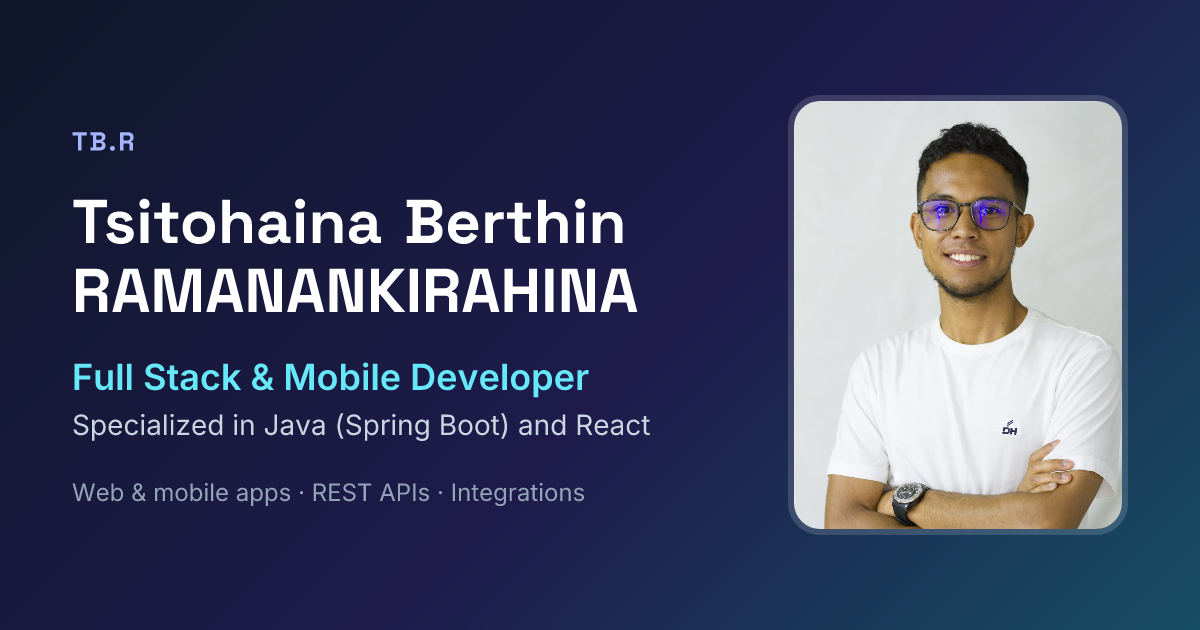 TB.R
Tsitohaina Berthin
RAMANANKIRAHINA
Full Stack & Mobile Developer
Specialized in Java (Spring Boot) and React
Web & mobile apps · REST APIs · Integrations
DH